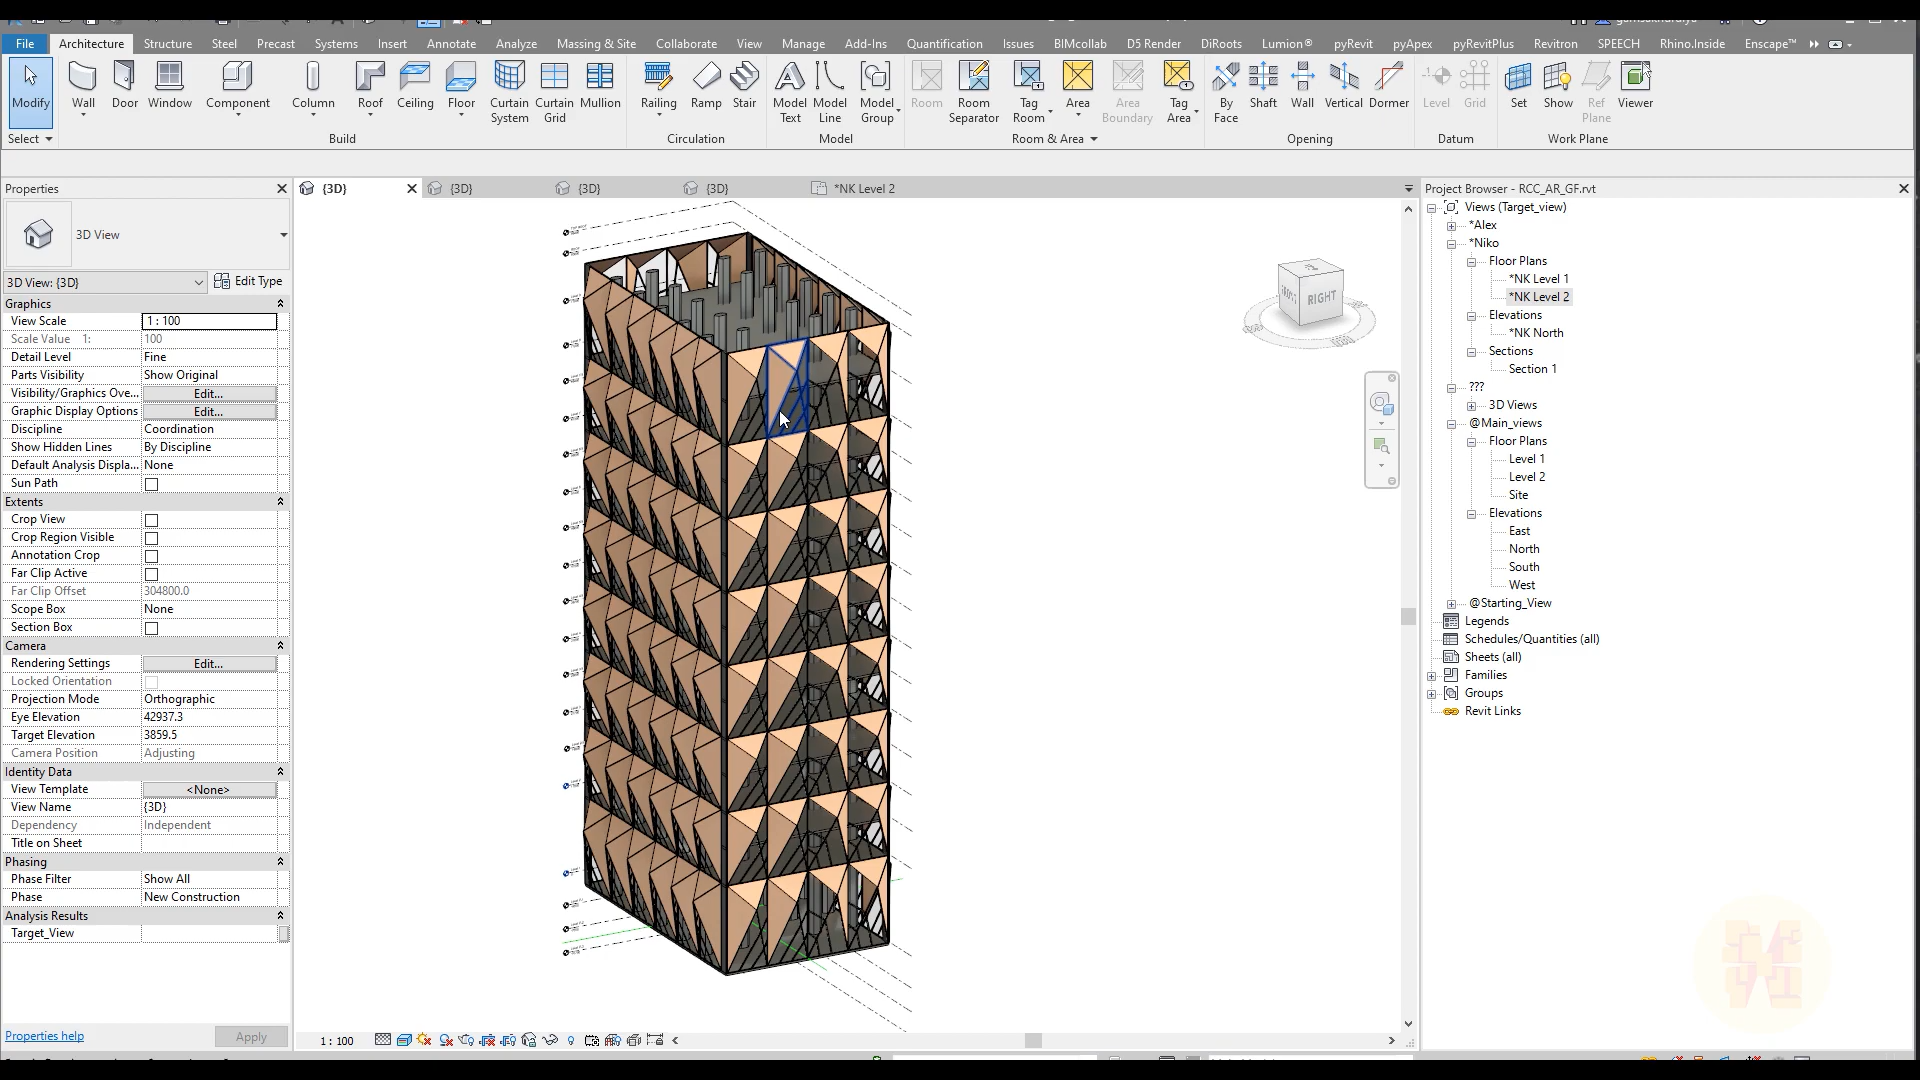 File Architecture Structure Steel Precast Systems Insert Annotate Analyze Massing & Site Collaborate View Manage Add-Ins Quantification Issues BIMcollab D5 Render DiRoots Lumion® pyRevit pyApex pyRevitPlus Revitron SPEECH Rhino.Inside Enscape™
Modify Wall Door Window Component Column Roof Ceiling Floor Curtain System Curtain Grid Mullion Railing Ramp Stair Model Text Model Line Model Group Room Room Separator Tag Room Area Area Boundary Tag Area By Face Shaft Wall Vertical Dormer Level Grid Set Show Ref Plane Viewer
Select Build Circulation Model Room & Area Opening Datum Work Plane
Properties
{3D} {3D} {3D} {3D} *NK Level 2
3D View
3D View: {3D} Edit Type
Graphics
View Scale 1 : 100
Scale Value 1: 100
Detail Level Fine
Parts Visibility Show Original
Visibility/Graphics Ove... Edit...
Graphic Display Options Edit...
Discipline Coordination
Show Hidden Lines By Discipline
Default Analysis Displa... None
Sun Path
Extents
Crop View
Crop Region Visible
Annotation Crop
Far Clip Active
Far Clip Offset 304800.0
Scope Box None
Section Box
Camera
Rendering Settings Edit...
Locked Orientation
Projection Mode Orthographic
Eye Elevation 42937.3
Target Elevation 3859.5
Camera Position Adjusting
Identity Data
View Template <None>
View Name {3D}
Dependency Independent
Title on Sheet
Phasing
Phase Filter Show All
Phase New Construction
Analysis Results
Target_View
Properties help Apply
RIGHT
1 : 100
Project Browser - RCC_AR_GF.rvt
Views (Target_view)
*Alex
*Niko
Floor Plans
*NK Level 1
*NK Level 2
Elevations
*NK North
Sections
Section 1
???
3D Views
@Main_views
Floor Plans
Level 1
Level 2
Site
Elevations
East
North
South
West
@Starting_View
Legends
Schedules/Quantities (all)
Sheets (all)
Families
Groups
Revit Links